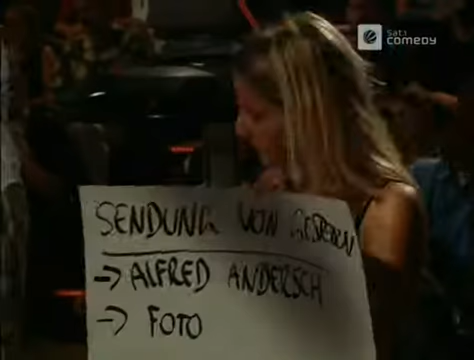 Sat1
comedy
SENDUNG VON GESTERN
→ ALFRED ANDERSCH
→ FOTO